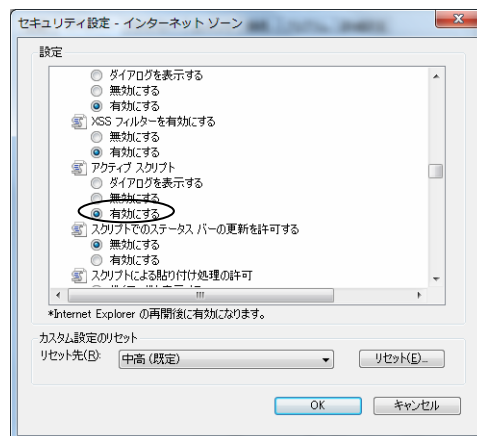 セキュリティ設定 - インターネット ゾーン
設定
ダイアログを表示する
無効にする
有効にする
XSS フィルターを有効にする
無効にする
有効にする
アクティブ スクリプト
ダイアログを表示する
無効にする
有効にする
スクリプトでのステータス バーの更新を許可する
無効にする
有効にする
スクリプトによる貼り付け処理の許可
*Internet Explorer の再開後に有効になります。
カスタム設定のリセット
リセット先(R):
中高 (既定)
リセット(E)...
OK
キャンセル